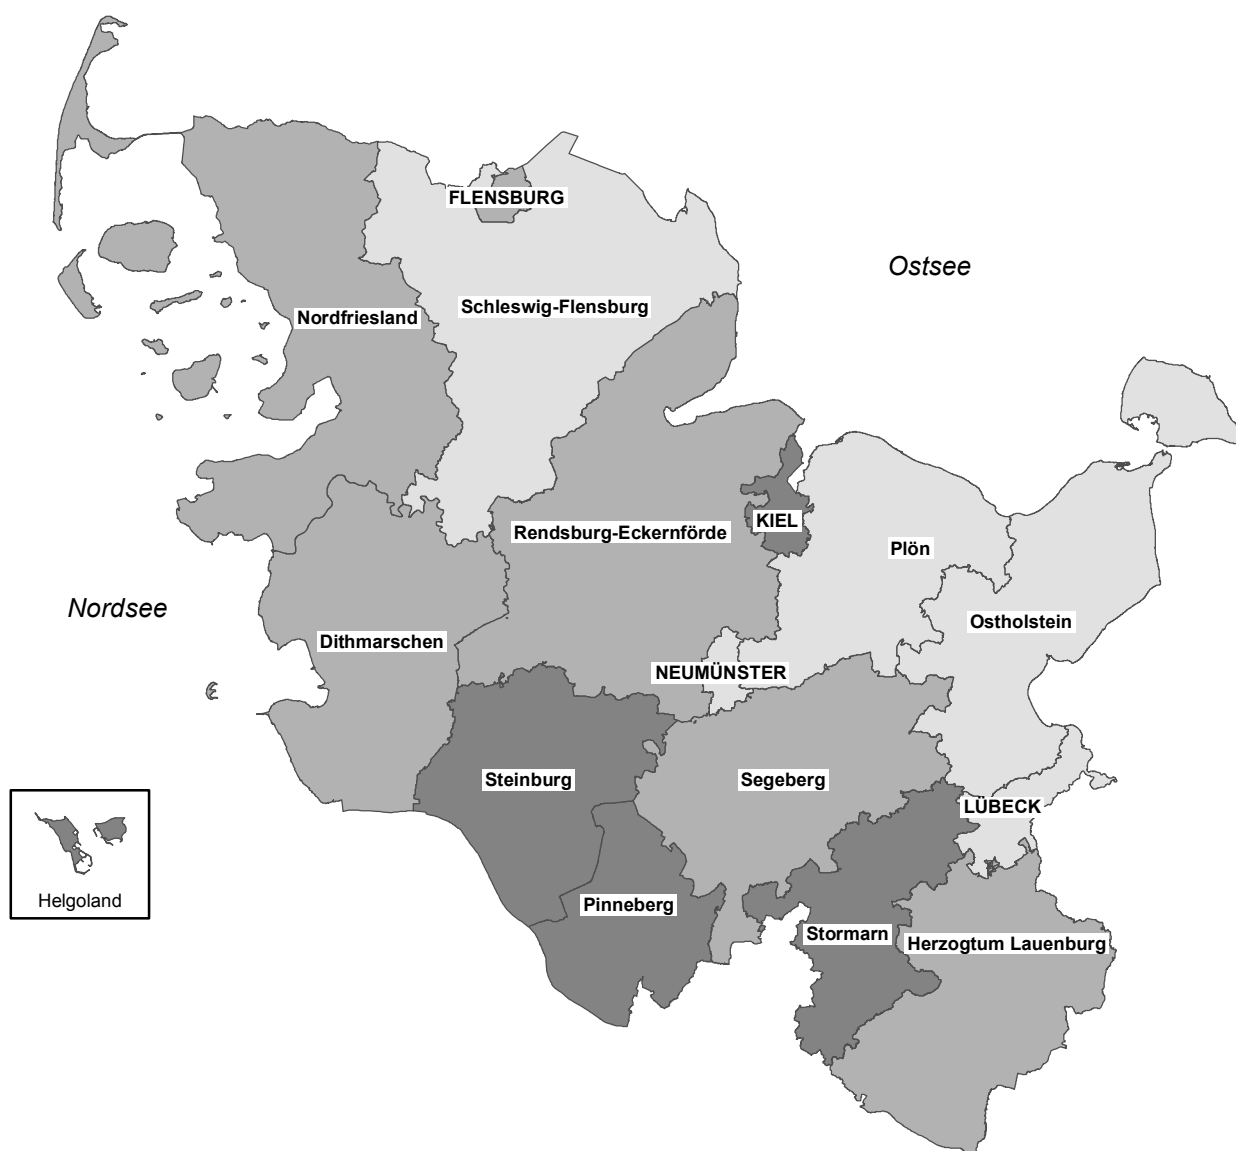 FLENSBURG
Ostsee
Schleswig-Flensburg
Nordfriesland
KIEL
Rendsburg-Eckernförde
Plön
Nordsee
Ostholstein
Dithmarschen
NEUMÜNSTER
Steinburg
Segeberg
LÜBECK
Helgoland
Pinneberg
Stormarn
Herzogtum Lauenburg